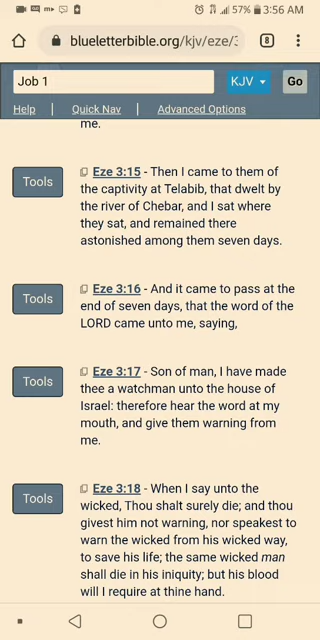 57% 3:56 AM
blueletterbible.org/kjv/eze/3
8
Job 1
KJV
Go
Help | Quick Nav | Advanced Options
me.
Tools
Eze 3:15 - Then I came to them of
the captivity at Telabib, that dwelt by
the river of Chebar, and I sat where
they sat, and remained there
astonished among them seven days.
Tools
Eze 3:16 - And it came to pass at the
end of seven days, that the word of the
LORD came unto me, saying,
Tools
Eze 3:17 - Son of man, I have made
thee a watchman unto the house of
Israel: therefore hear the word at my
mouth, and give them warning from
me.
Tools
Eze 3:18 - When I say unto the
wicked, Thou shalt surely die; and thou
givest him not warning, nor speakest to
warn the wicked from his wicked way,
to save his life; the same wicked man
shall die in his iniquity; but his blood
will I require at thine hand.